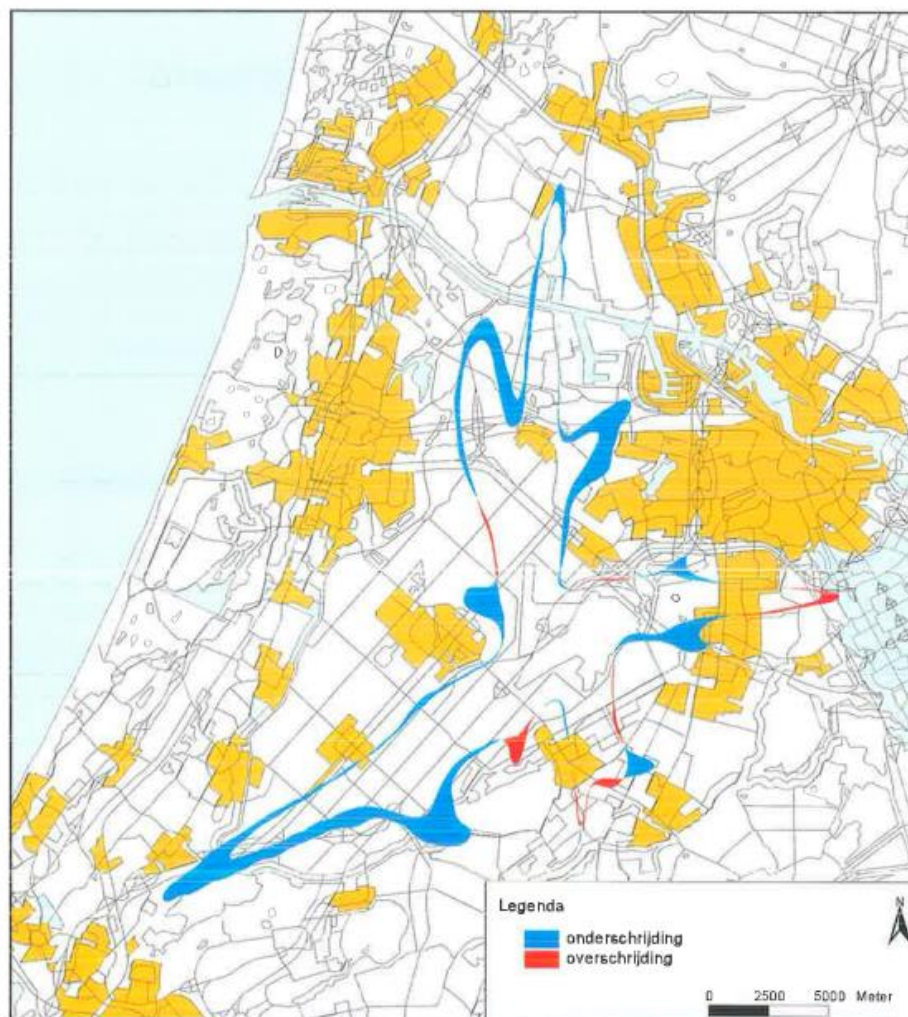 Legenda
onderschrijding
overschrijding
N
0 2500 5000 Meter
D